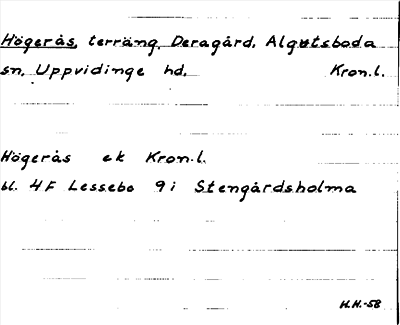 Högerås, terräng, Deragård, Algutsboda
sn, Uppvidinge hd, Kron.l.
Högerås ek Kron.l.
bl. 4F Lessebo 9i Stengårdsholma
H.H.-58